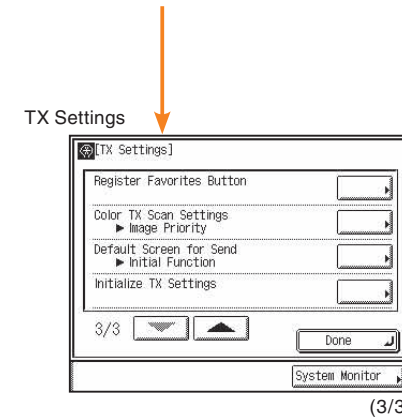 TX Settings
[TX Settings]
Register Favorites Button
Color TX Scan Settings
► Image Priority
Default Screen for Send
► Initial Function
Initialize TX Settings
3/3
Done
System Monitor
(3/3